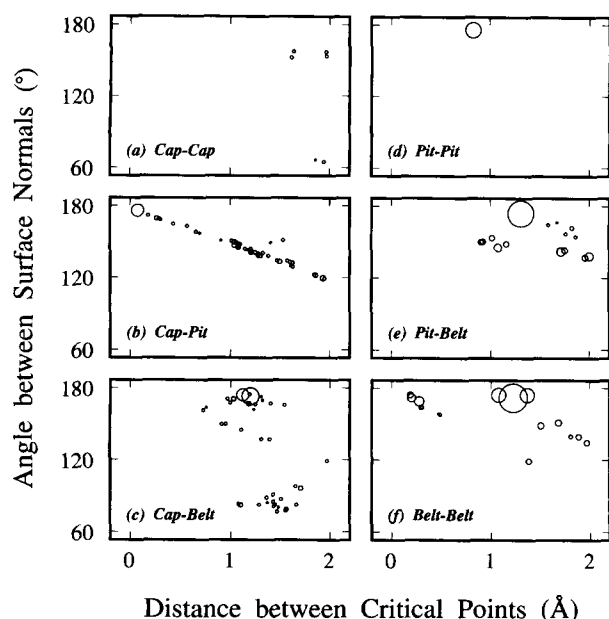 Angle between Surface Normals (°)
180
120
60
(a) Cap-Cap
(d) Pit-Pit
180
120
60
(b) Cap-Pit
(e) Pit-Belt
180
120
60
(c) Cap-Belt
(f) Belt-Belt
0 1 2 0 1 2
Distance between Critical Points (Å)